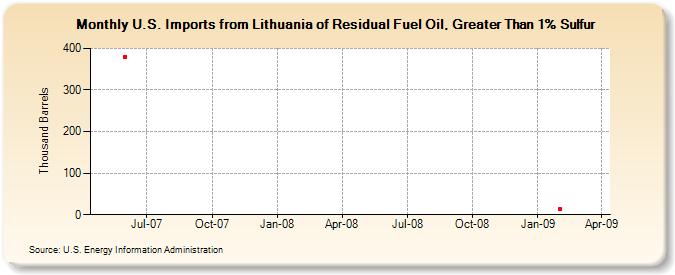 Monthly U.S. Imports from Lithuania of Residual Fuel Oil, Greater Than 1% Sulfur
Thousand Barrels
400
300
200
100
0
Jul-07 Oct-07 Jan-08 Apr-08 Jul-08 Oct-08 Jan-09 Apr-09
Source: U.S. Energy Information Administration